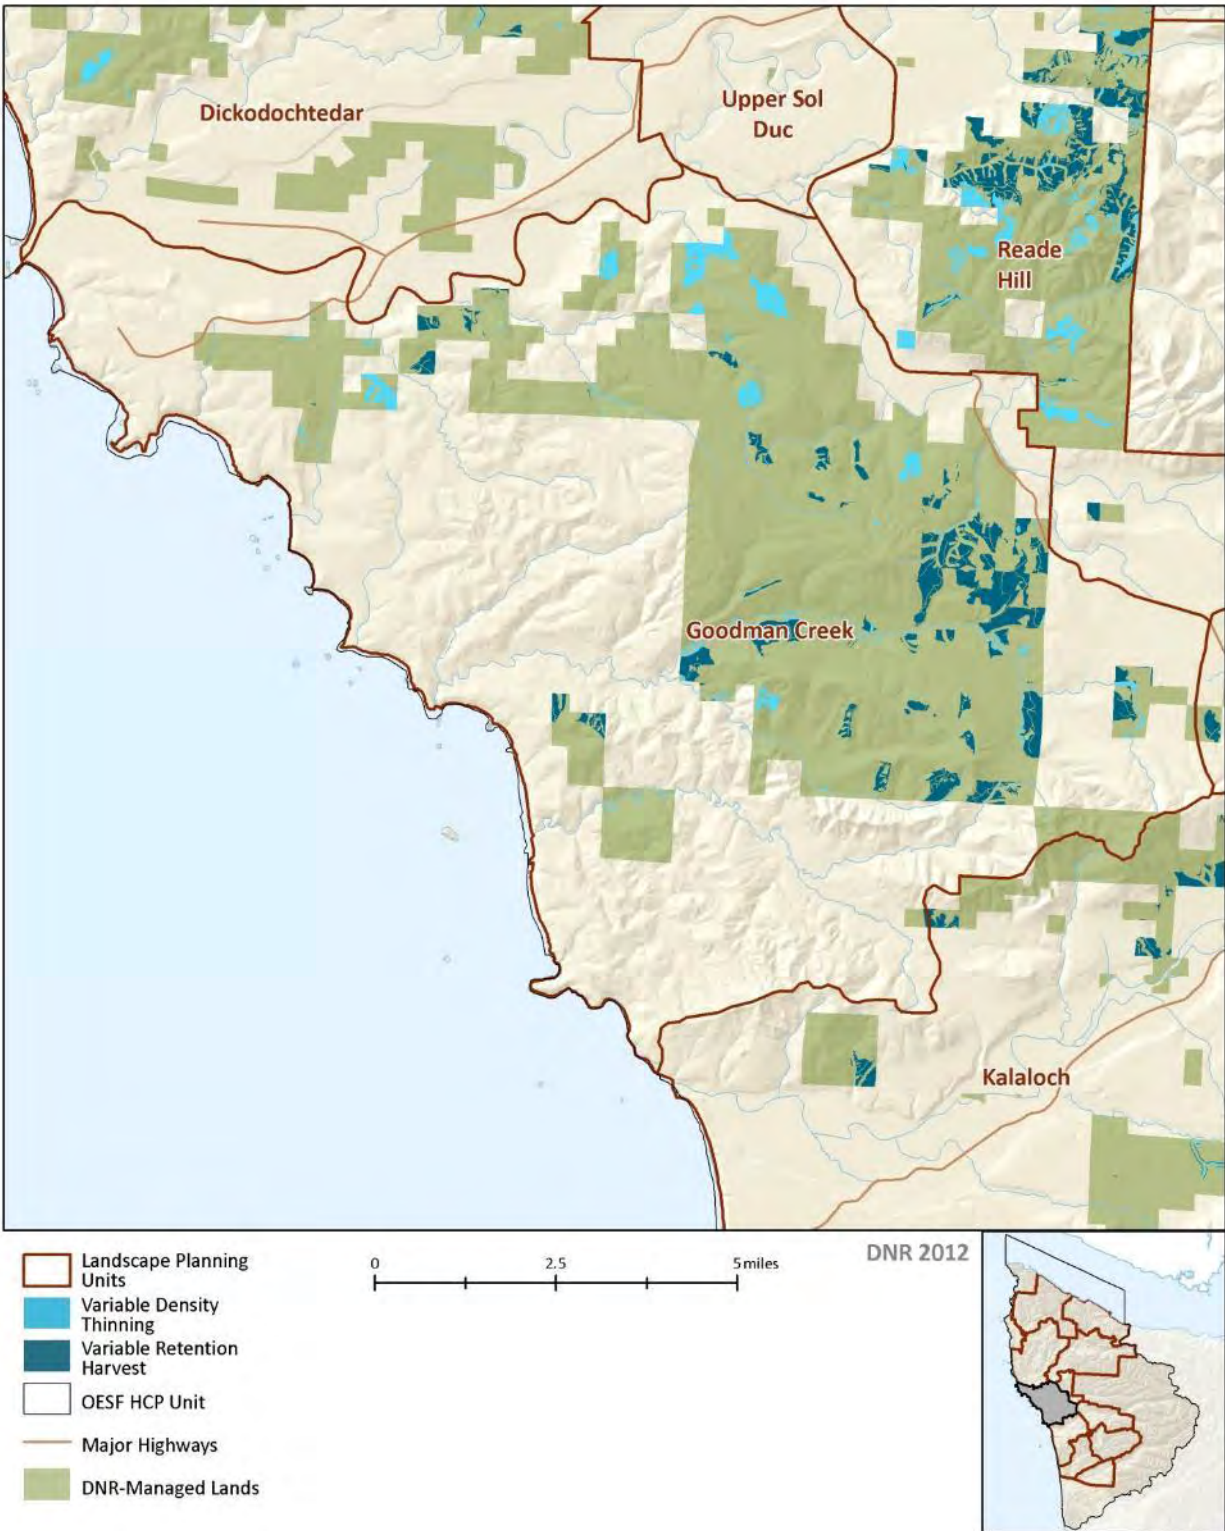 Dickodochtedar
Upper Sol
Duc
Reade
Hill
Goodman Creek
Kalaloch
Landscape Planning
Units
Variable Density
Thinning
Variable Retention
Harvest
OESF HCP Unit
Major Highways
DNR-Managed Lands
0 2.5 5 miles
DNR 2012